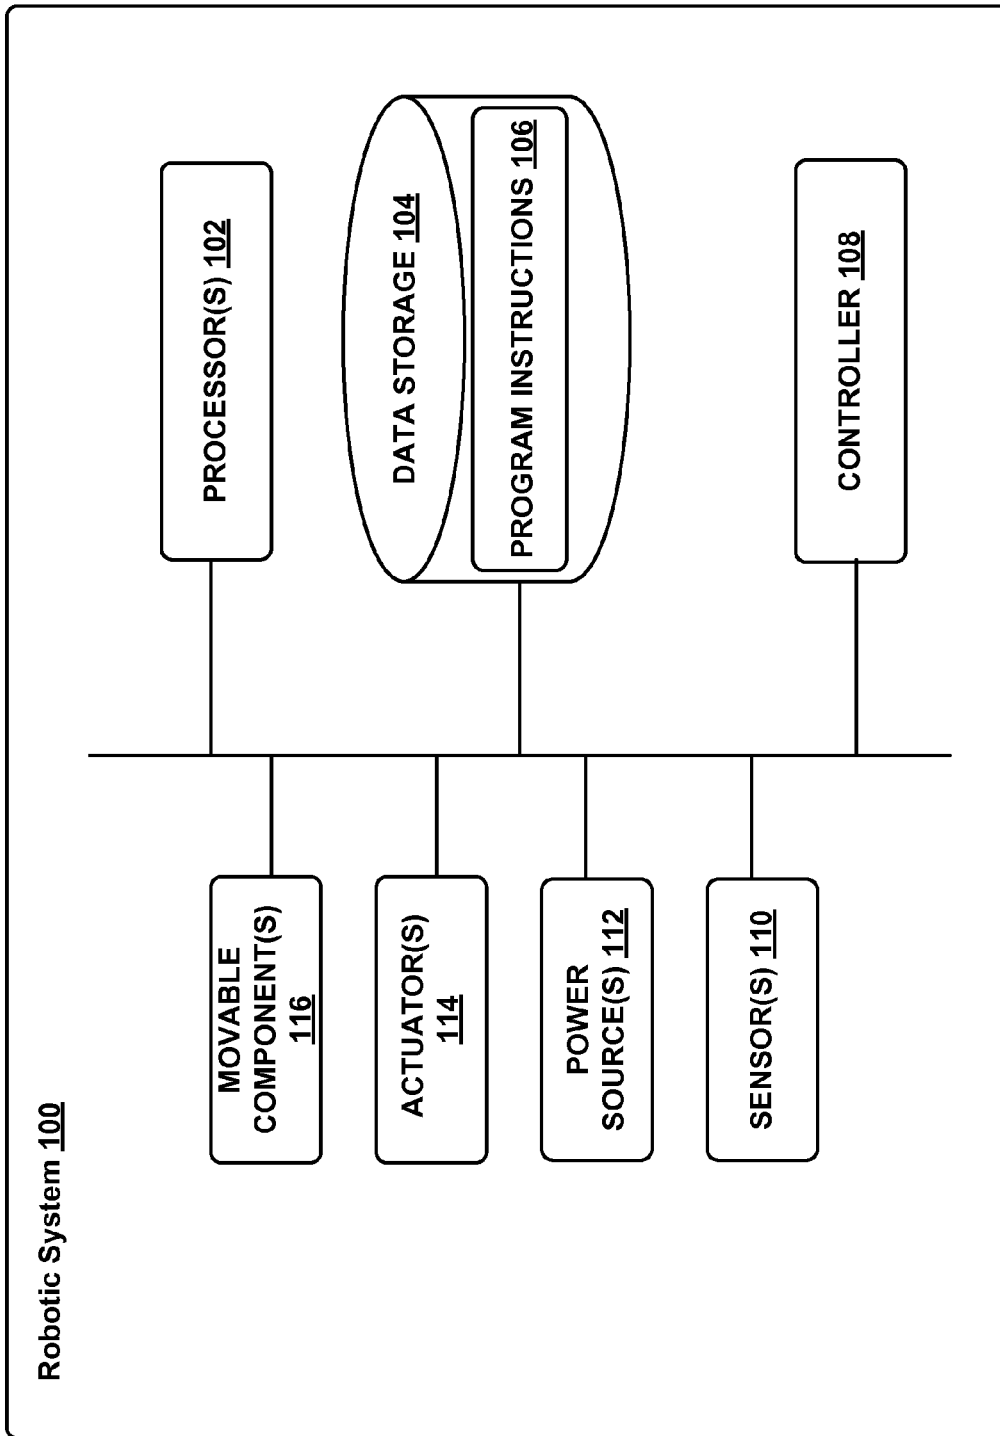 Robotic System 100
MOVABLE
COMPONENT(S)
116
ACTUATOR(S)
114
POWER
SOURCE(S) 112
SENSOR(S) 110
PROCESSOR(S) 102
DATA STORAGE 104
PROGRAM INSTRUCTIONS 106
CONTROLLER 108